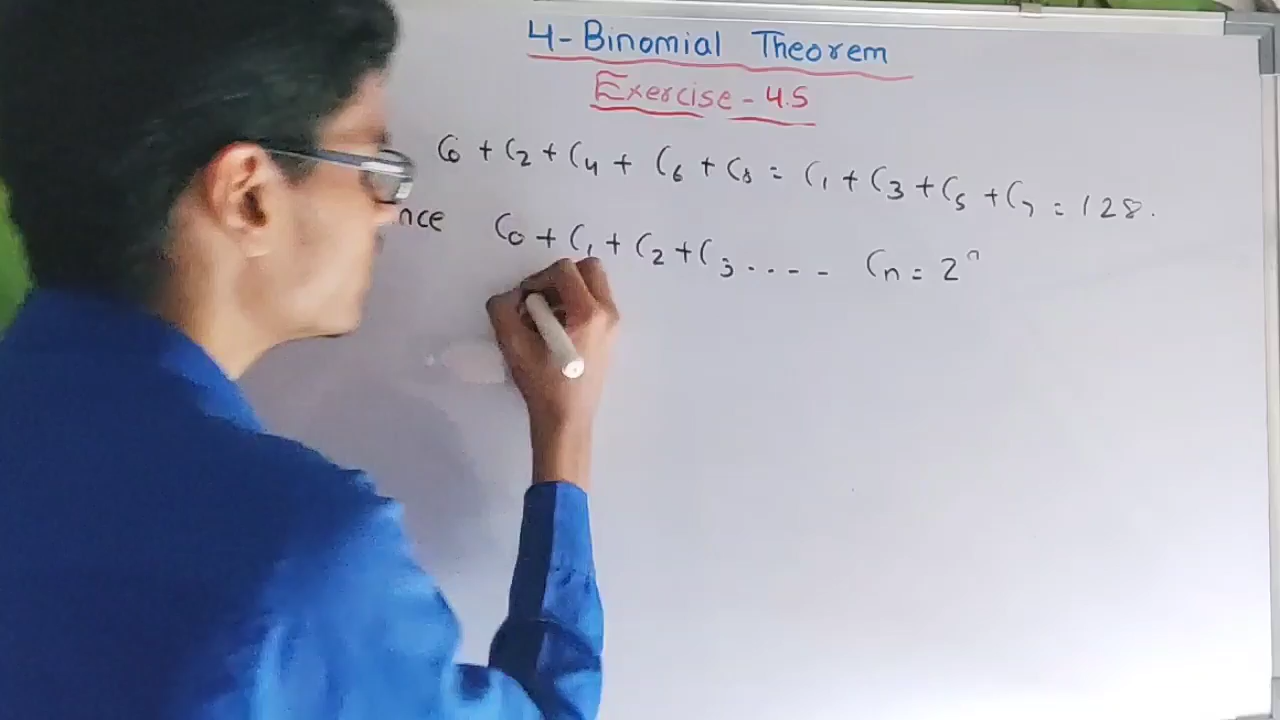 4-Binomial Theorem
Exercise-4.5
C0 + C2 + C4 + C6 + C8 = C1 + C3 + C5 + C7 = 128.
nce C0 + C1 + C2 + C3 .... Cn = 2^n